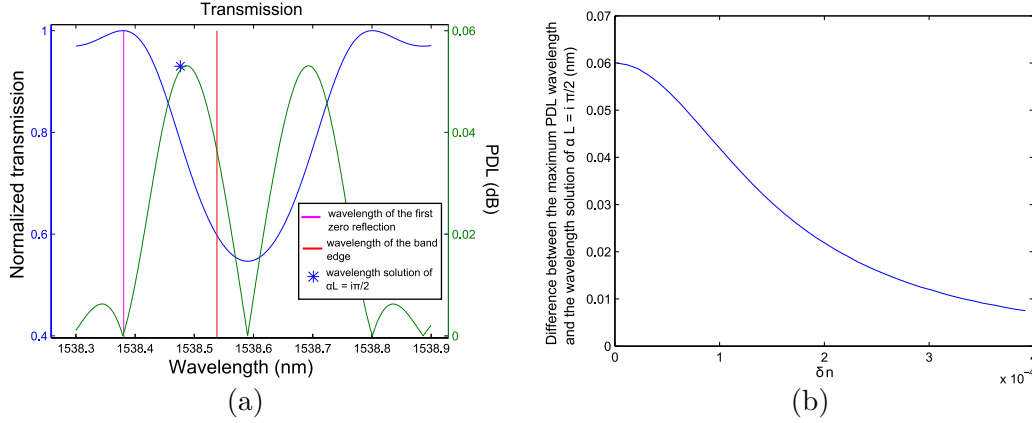 Transmission
Normalized transmission
1
0.8
0.6
0.4
0.06
0.04
0.02
0
PDL (dB)
wavelength of the first
zero reflection
wavelength of the band
edge
wavelength solution of
αL = iπ/2
1538.3 1538.4 1538.5 1538.6 1538.7 1538.8 1538.9
Wavelength (nm)
(a)
Difference between the maximum PDL wavelength
and the wavelength solution of α L = i π/2 (nm)
0.07
0.06
0.05
0.04
0.03
0.02
0.01
0
0 1 2 3 4
δ n
x 10⁻⁴
(b)